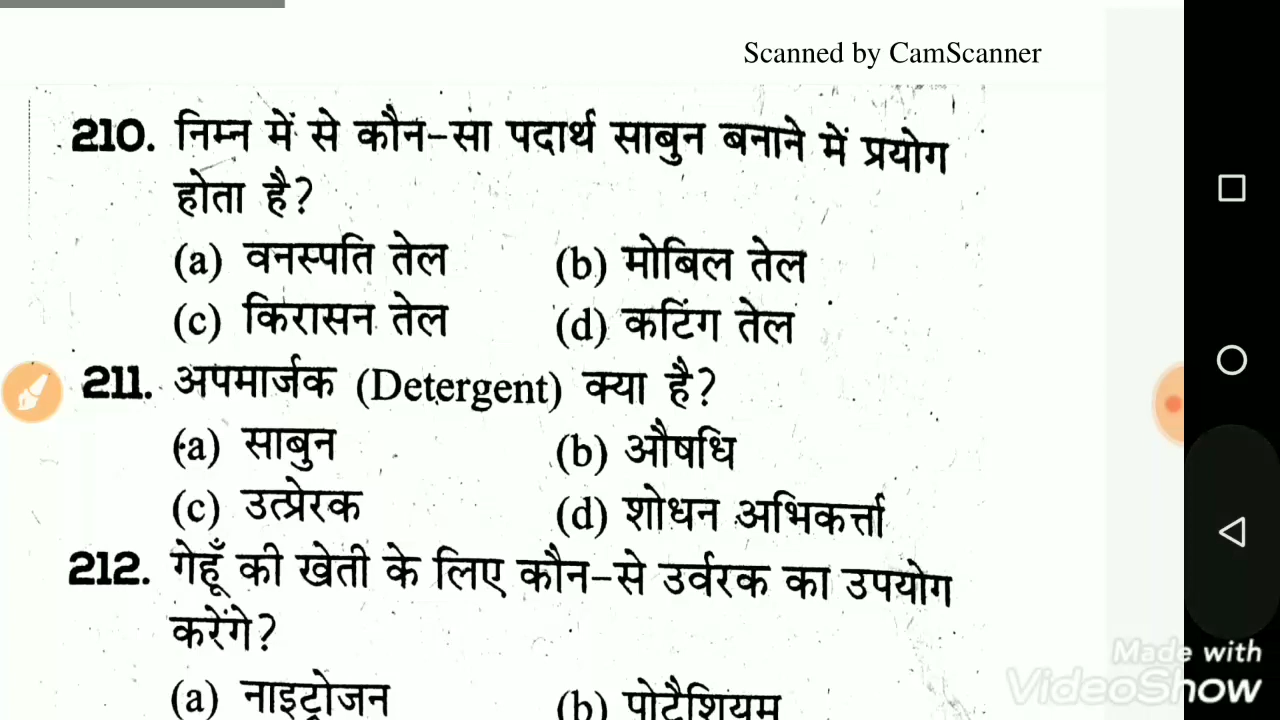 Scanned by CamScanner
210. निम्न में से कौन-सा पदार्थ साबुन बनाने में प्रयोग
होता है?
(a) वनस्पति तेल (b) मोबिल तेल
(c) किरासन तेल (d) कटिंग तेल
211. अपमार्जक (Detergent) क्या है?
(a) साबुन (b) औषधि
(c) उत्प्रेरक (d) शोधन अभिकर्त्ता
212. गेहूँ की खेती के लिए कौन-से उर्वरक का उपयोग
करेंगे?
(a) नाइट्रोजन (b) पोटैशियम
Made with
VideoShow